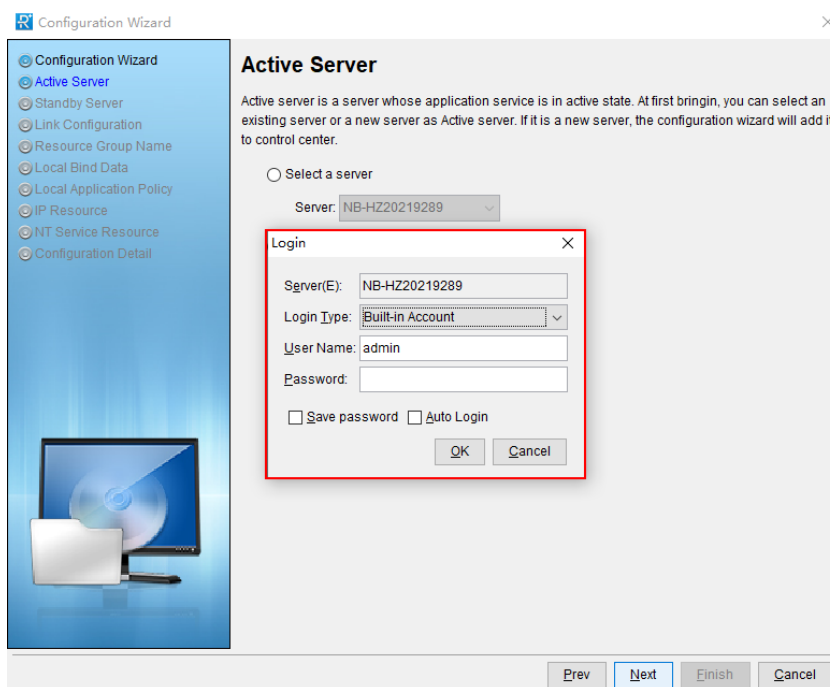 Configuration Wizard
Configuration Wizard
Active Server
Standby Server
Link Configuration
Resource Group Name
Local Bind Data
Local Application Policy
IP Resource
NT Service Resource
Configuration Detail
Active Server
Active server is a server whose application service is in active state. At first bringin, you can select an
existing server or a new server as Active server. If it is a new server, the configuration wizard will add it
to control center.
Select a server
Server: NB-HZ20219289
Login
Server(E): NB-HZ20219289
Login Type: Built-in Account
User Name: admin
Password:
Save password Auto Login
OK Cancel
Prev Next Finish Cancel